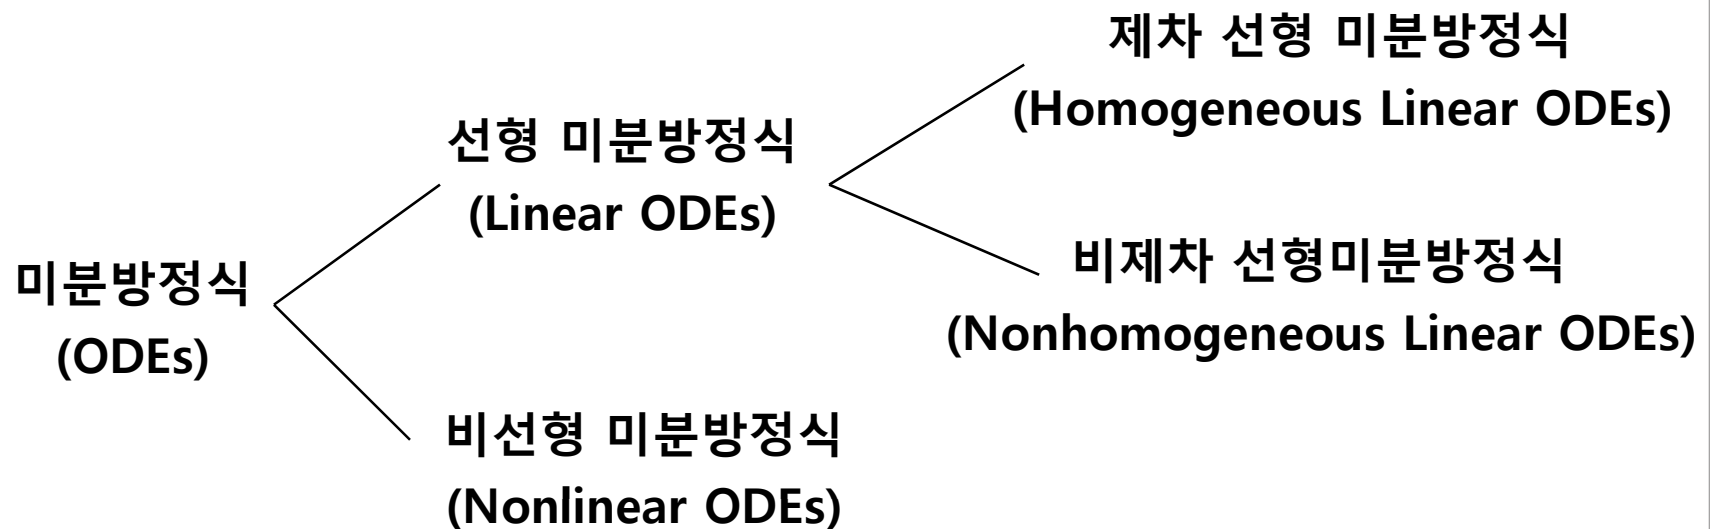 제차 선형 미분방정식
(Homogeneous Linear ODEs)
선형 미분방정식
(Linear ODEs)
비제차 선형미분방정식
(Nonhomogeneous Linear ODEs)
미분방정식
(ODEs)
비선형 미분방정식
(Nonlinear ODEs)